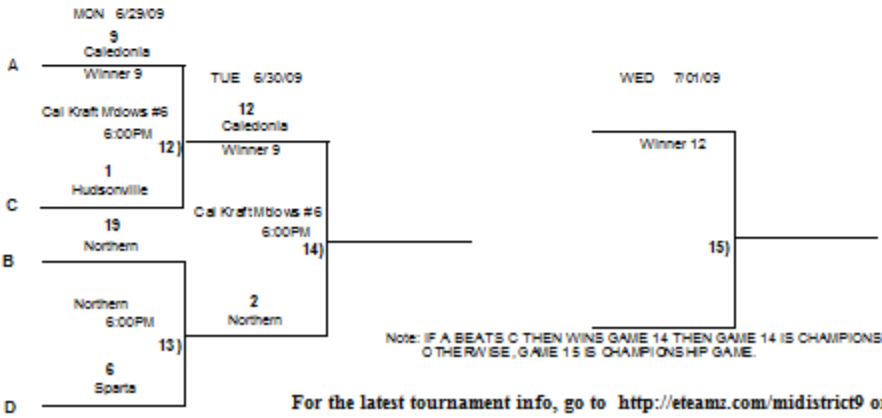 MON 6/29/09
9
Caledonia
A
Winner 9
TUE 6/30/09
WED 7/01/09
Cal Kraft M'dows #6
6:00PM
12)
12
Caledonia
Winner 9
Winner 12
1
Hudsonville
C
Cal Kraft M'dows #6
6:00PM
14)
19
Northern
B
15)
Northern
6:00PM
13)
2
Northern
Note: IF A BEATS C THEN WINS GAME 14 THEN GAME 14 IS CHAMPIONS
OTHERWISE, GAME 15 IS CHAMPIONSHIP GAME.
6
Sparta
D
For the latest tournament info, go to http://eteamz.com/midistrict9 or